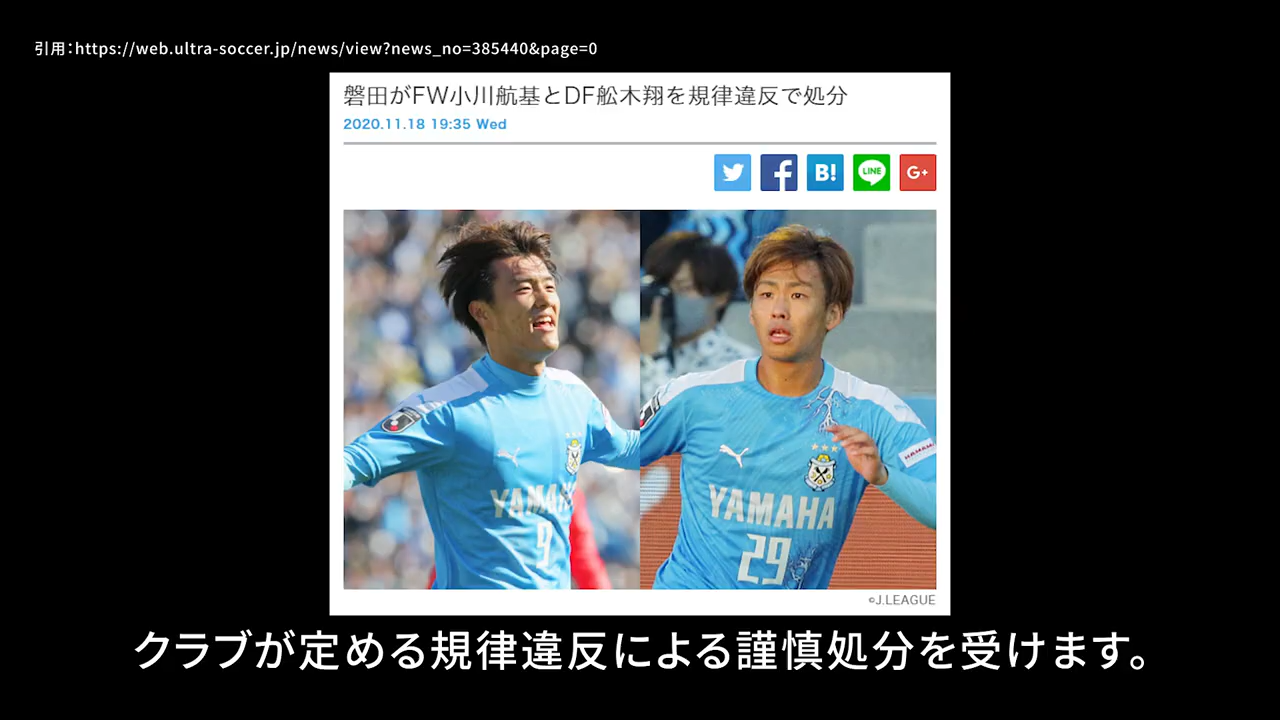 引用：https://web.ultra-soccer.jp/news/view?news_no=385440&page=0
磐田がFW小川航基とDF舩木翔を規律違反で処分
2020.11.18 19:35 Wed
B!
LINE
G+
YAMAHA
9
YAMAHA
29
©J.LEAGUE
クラブが定める規律違反による謹慎処分を受けます。